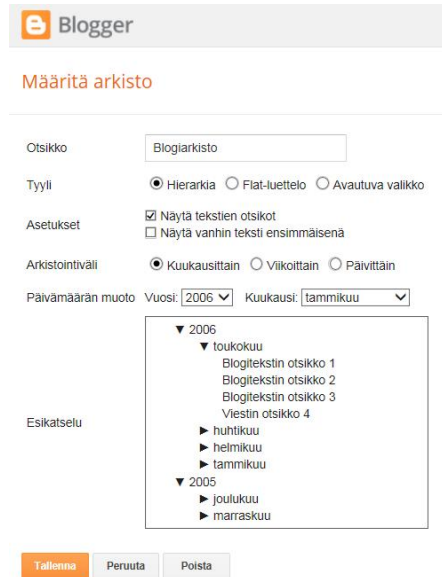 Blogger
Määritä arkisto
Otsikko Blogiarkisto
Tyyli Hierarkia Flat-luettelo Avautuva valikko
Asetukset Näytä tekstien otsikot
Näytä vanhin teksti ensimmäisenä
Arkistointiväli Kuukausittain Viikoittain Päivittäin
Päivämäärän muoto Vuosi: 2006 Kuukausi: tammikuu
Esikatselu
▼ 2006
▼ toukokuu
Blogitekstin otsikko 1
Blogitekstin otsikko 2
Blogitekstin otsikko 3
Viestin otsikko 4
► huhtikuu
► helmikuu
► tammikuu
▼ 2005
► joulukuu
► marraskuu
Tallenna Peruuta Poista